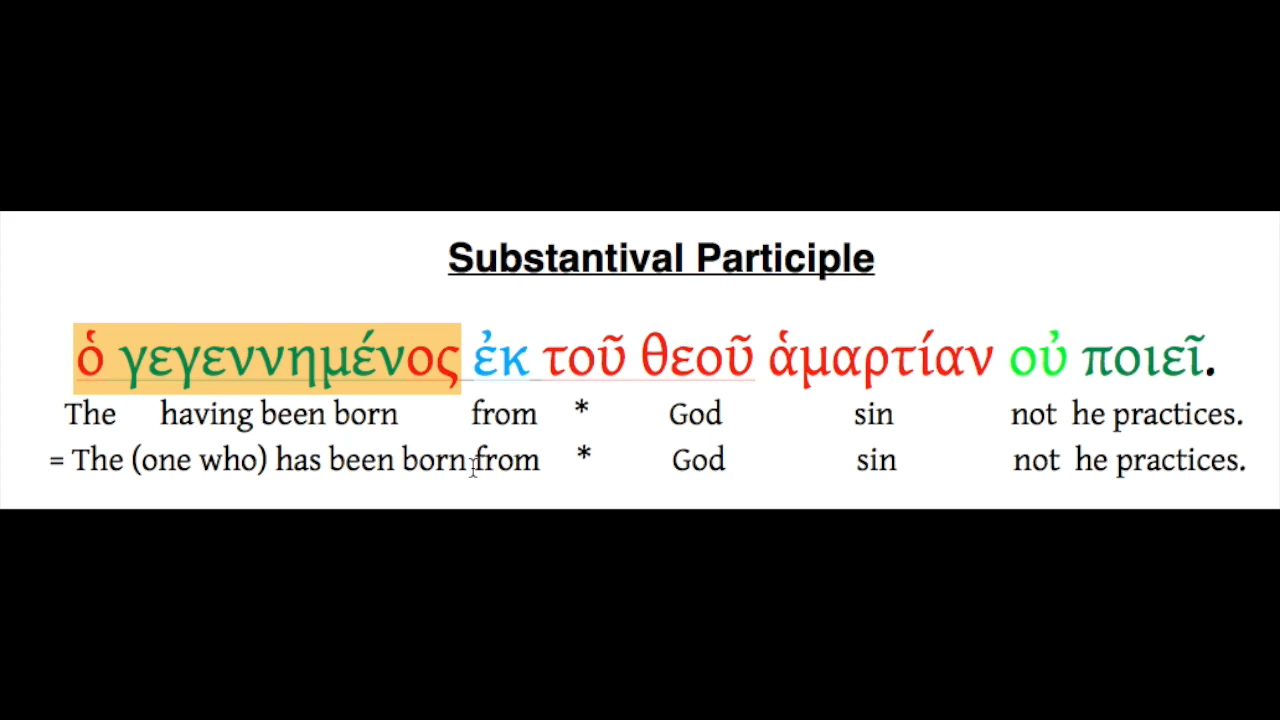 Substantival Participle
ὁ γεγεννημένος ἐκ τοῦ θεοῦ ἁμαρτίαν οὐ ποιεῖ.
The having been born from * God sin not he practices.
= The (one who) has been born from * God sin not he practices.